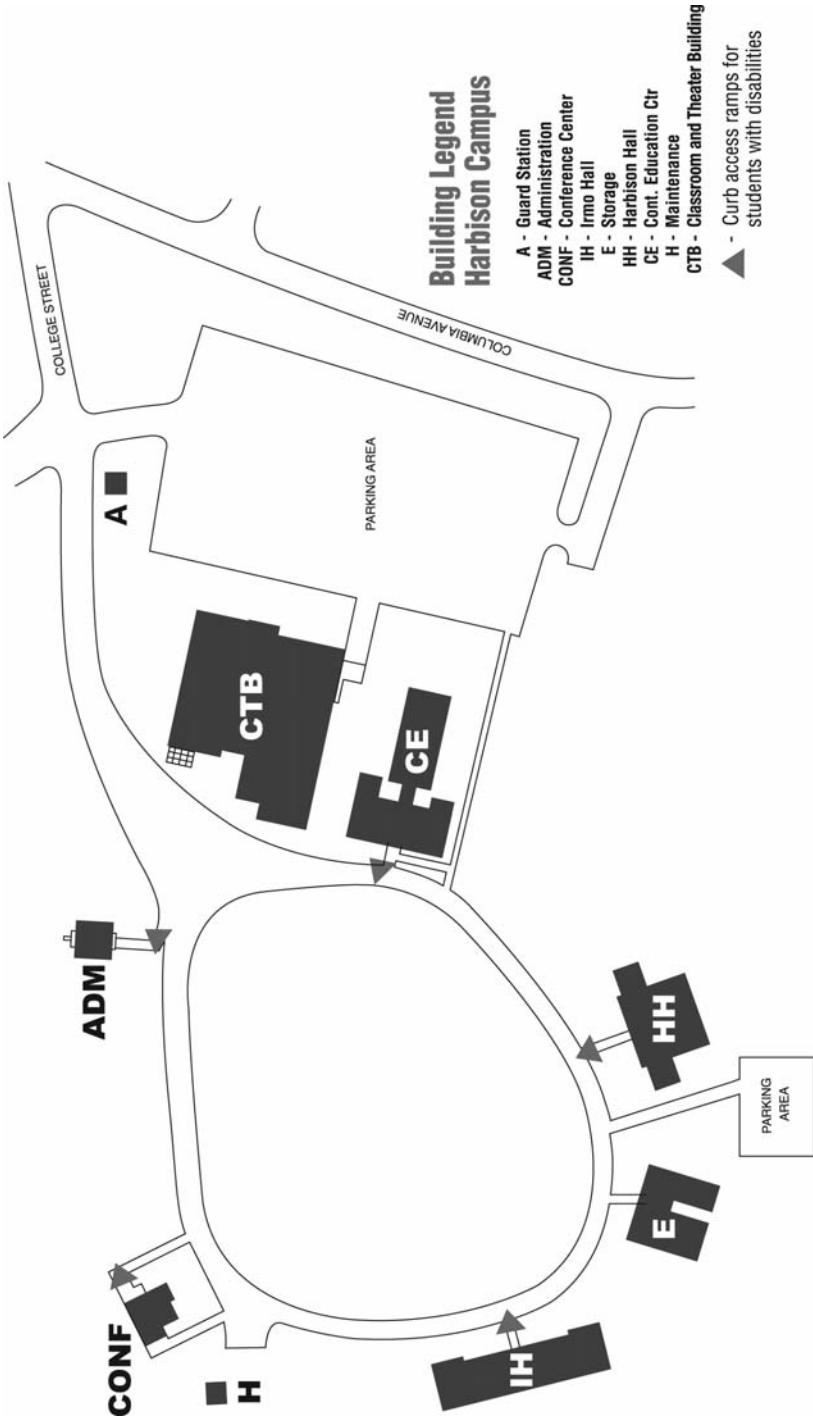 CONF
H
ADM
A
COLLEGE STREET
IH
E
HH
CE
CTB
PARKING AREA
PARKING
AREA
COLUMBIA AVENUE
Building Legend
Harbison Campus
A - Guard Station
ADM - Administration
CONF - Conference Center
IH - Irmo Hall
E - Storage
HH - Harbison Hall
CE - Cont. Education Ctr
H - Maintenance
CTB - Classroom and Theater Building
- Curb access ramps for
students with disabilities